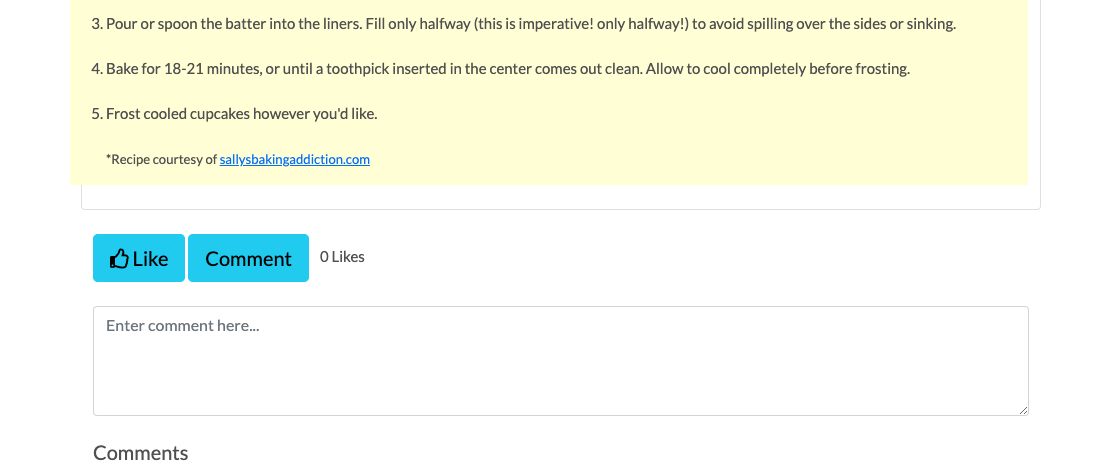 3. Pour or spoon the batter into the liners. Fill only halfway (this is imperative! only halfway!) to avoid spilling over the sides or sinking.
4. Bake for 18-21 minutes, or until a toothpick inserted in the center comes out clean. Allow to cool completely before frosting.
5. Frost cooled cupcakes however you'd like.
*Recipe courtesy of sallysbakingaddiction.com
Like Comment 0 Likes
Enter comment here...
Comments